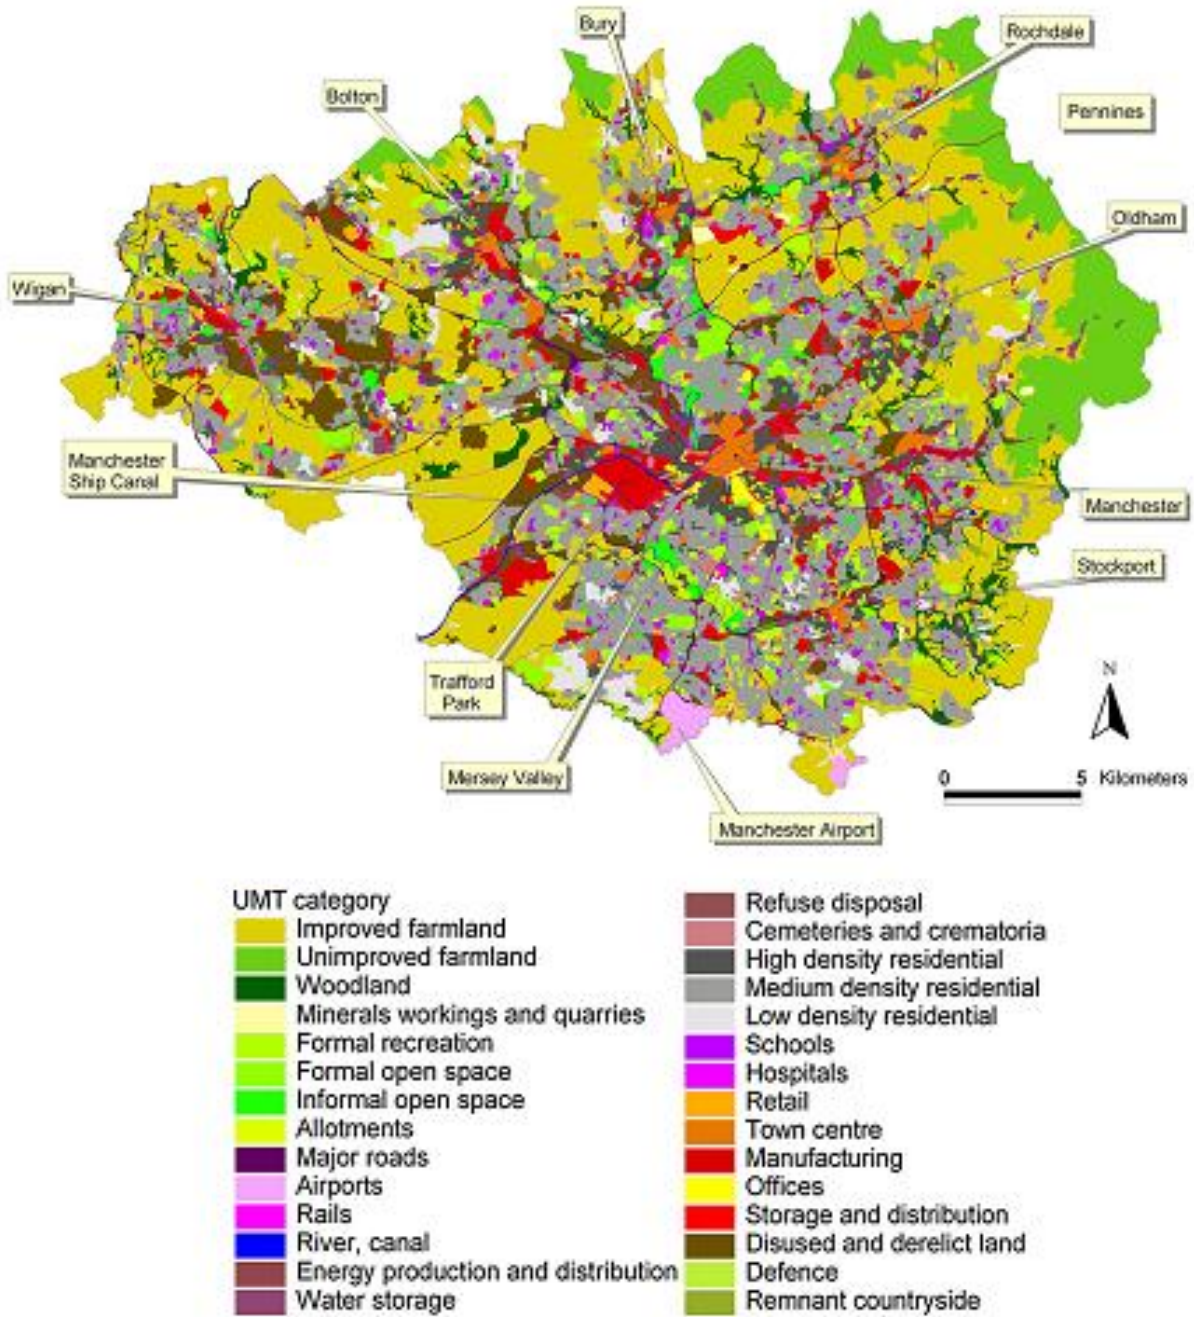 Bury
Rochdale
Bolton
Pennines
Oldham
Wigan
Manchester
Ship Canal
Manchester
Stockport
Trafford
Park
N
Mersey Valley
0 5 Kilometers
Manchester Airport
UMT category
Improved farmland
Unimproved farmland
Woodland
Minerals workings and quarries
Formal recreation
Formal open space
Informal open space
Allotments
Major roads
Airports
Rails
River, canal
Energy production and distribution
Water storage
Refuse disposal
Cemeteries and crematoria
High density residential
Medium density residential
Low density residential
Schools
Hospitals
Retail
Town centre
Manufacturing
Offices
Storage and distribution
Disused and derelict land
Defence
Remnant countryside